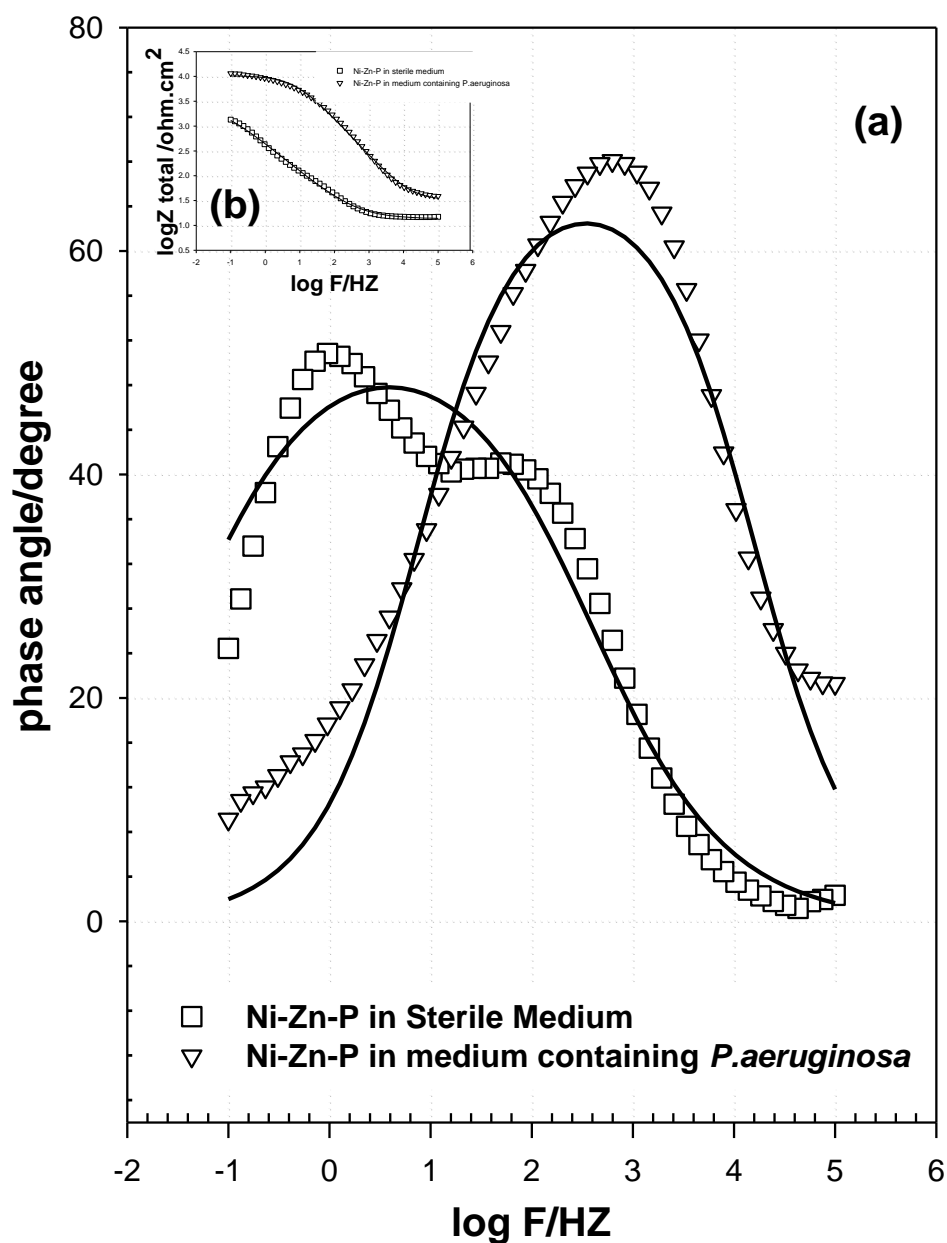 80
60
40
20
0
-2 -1 0 1 2 3 4 5 6
phase angle/degree
log F/HZ
(a)
4.5
4.0
3.5
3.0
2.5
2.0
1.5
1.0
0.5
-2 -1 0 1 2 3 4 5 6
logZ total /ohm.cm2
log F/HZ
(b)
Ni-Zn-P in sterile medium
Ni-Zn-P in medium containing P.aeruginosa
Ni-Zn-P in Sterile Medium
Ni-Zn-P in medium containing P.aeruginosa